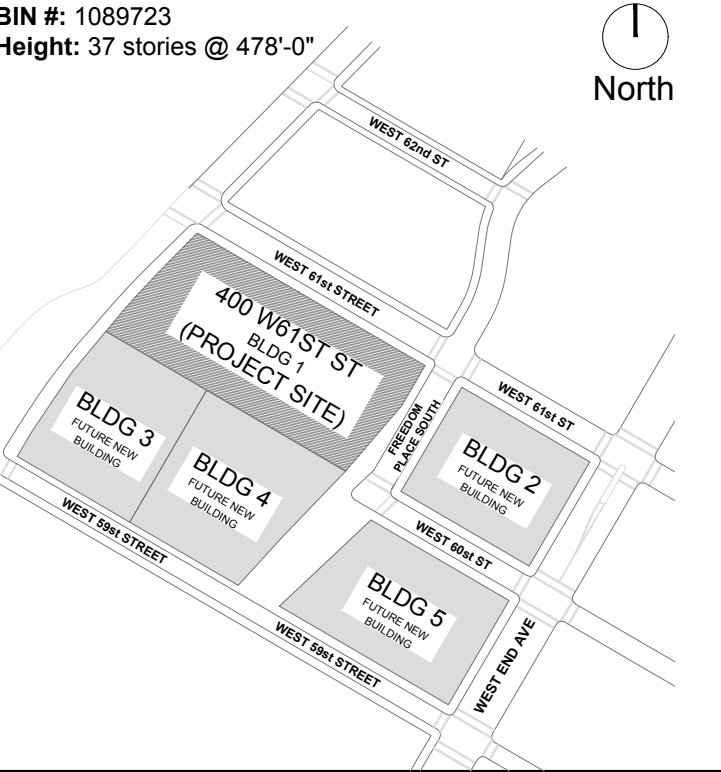 BIN #: 1089723
Height: 37 stories @ 478'-0"
North
WEST 62nd ST
WEST 61st STREET
400 W61ST ST
BLDG 1
(PROJECT SITE)
FREEDOM
PLACE SOUTH
WEST 61st ST
BLDG 3
FUTURE NEW
BUILDING
BLDG 4
FUTURE NEW
BUILDING
BLDG 2
FUTURE NEW
BUILDING
WEST 59st STREET
WEST 60st ST
BLDG 5
FUTURE NEW
BUILDING
WEST 59st STREET
WEST END AVE